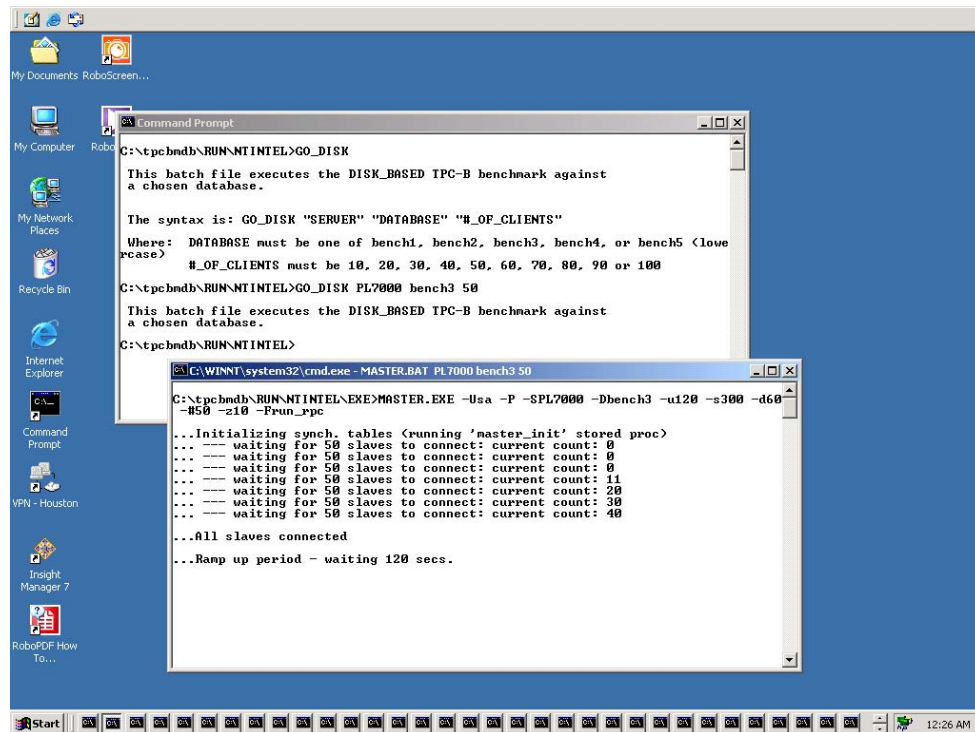 My Documents
RoboScreen...
My Computer
Robo
My Network
Places
Recycle Bin
Internet
Explorer
Command
Prompt
VPN - Houston
Insight
Manager 7
RoboPDF How
To...
Command Prompt
C:\tpcbmdb\RUN\NTINTEL>GO_DISK
This batch file executes the DISK_BASED TPC-B benchmark against
a chosen database.
The syntax is: GO_DISK "SERVER" "DATABASE" "#_OF_CLIENTS"
Where: DATABASE must be one of bench1, bench2, bench3, bench4, or bench5 (lowe
rcase)
#_OF_CLIENTS must be 10, 20, 30, 40, 50, 60, 70, 80, 90 or 100
C:\tpcbmdb\RUN\NTINTEL>GO_DISK PL7000 bench3 50
This batch file executes the DISK_BASED TPC-B benchmark against
a chosen database.
C:\tpcbmdb\RUN\NTINTEL>
C:\WINNT\system32\cmd.exe - MASTER.BAT PL7000 bench3 50
C:\tpcbmdb\RUN\NTINTEL\EXE>MASTER.EXE -Usa -P -SPL7000 -Dbench3 -u120 -s300 -d60
-#50 -z10 -Frun_rpc
...Initializing synch. tables (running 'master_init' stored proc)
... --- waiting for 50 slaves to connect: current count: 0
... --- waiting for 50 slaves to connect: current count: 0
... --- waiting for 50 slaves to connect: current count: 0
... --- waiting for 50 slaves to connect: current count: 11
... --- waiting for 50 slaves to connect: current count: 20
... --- waiting for 50 slaves to connect: current count: 30
... --- waiting for 50 slaves to connect: current count: 40
...All slaves connected
...Ramp up period - waiting 120 secs.
Start
12:26 AM